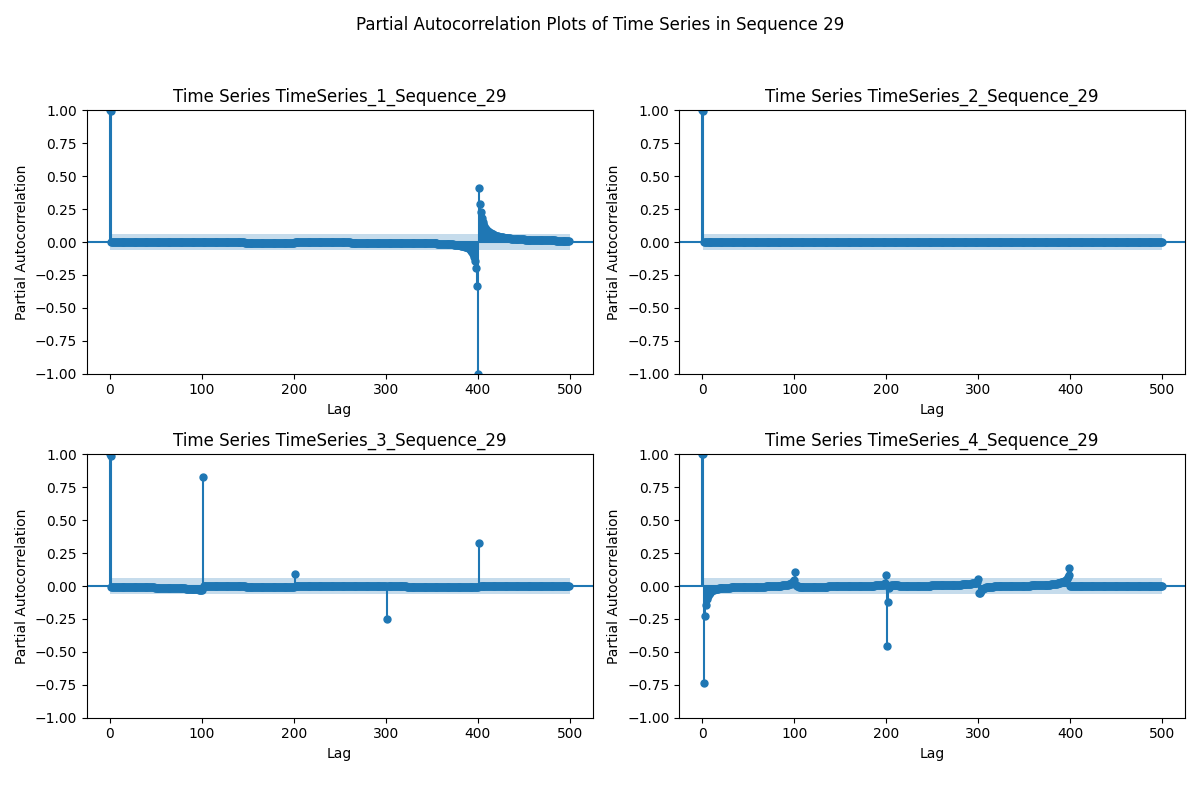 Partial Autocorrelation Plots of Time Series in Sequence 29
Time Series TimeSeries_1_Sequence_29
1.00
0.75
0.50
0.25
0.00
−0.25
−0.50
−0.75
−1.00
Partial Autocorrelation
0 100 200 300 400 500
Lag
Time Series TimeSeries_2_Sequence_29
1.00
0.75
0.50
0.25
0.00
−0.25
−0.50
−0.75
−1.00
Partial Autocorrelation
0 100 200 300 400 500
Lag
Time Series TimeSeries_3_Sequence_29
1.00
0.75
0.50
0.25
0.00
−0.25
−0.50
−0.75
−1.00
Partial Autocorrelation
0 100 200 300 400 500
Lag
Time Series TimeSeries_4_Sequence_29
1.00
0.75
0.50
0.25
0.00
−0.25
−0.50
−0.75
−1.00
Partial Autocorrelation
0 100 200 300 400 500
Lag